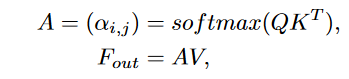 A = (α_{i,j}) = softmax(QK^T),
F_{out} = AV,